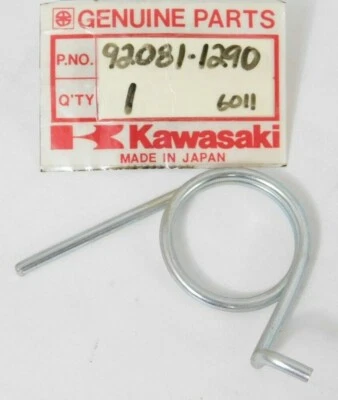 GENUINE PARTS
P.NO. 92081-1290
Q'TY 1 6011
Kawasaki
MADE IN JAPAN